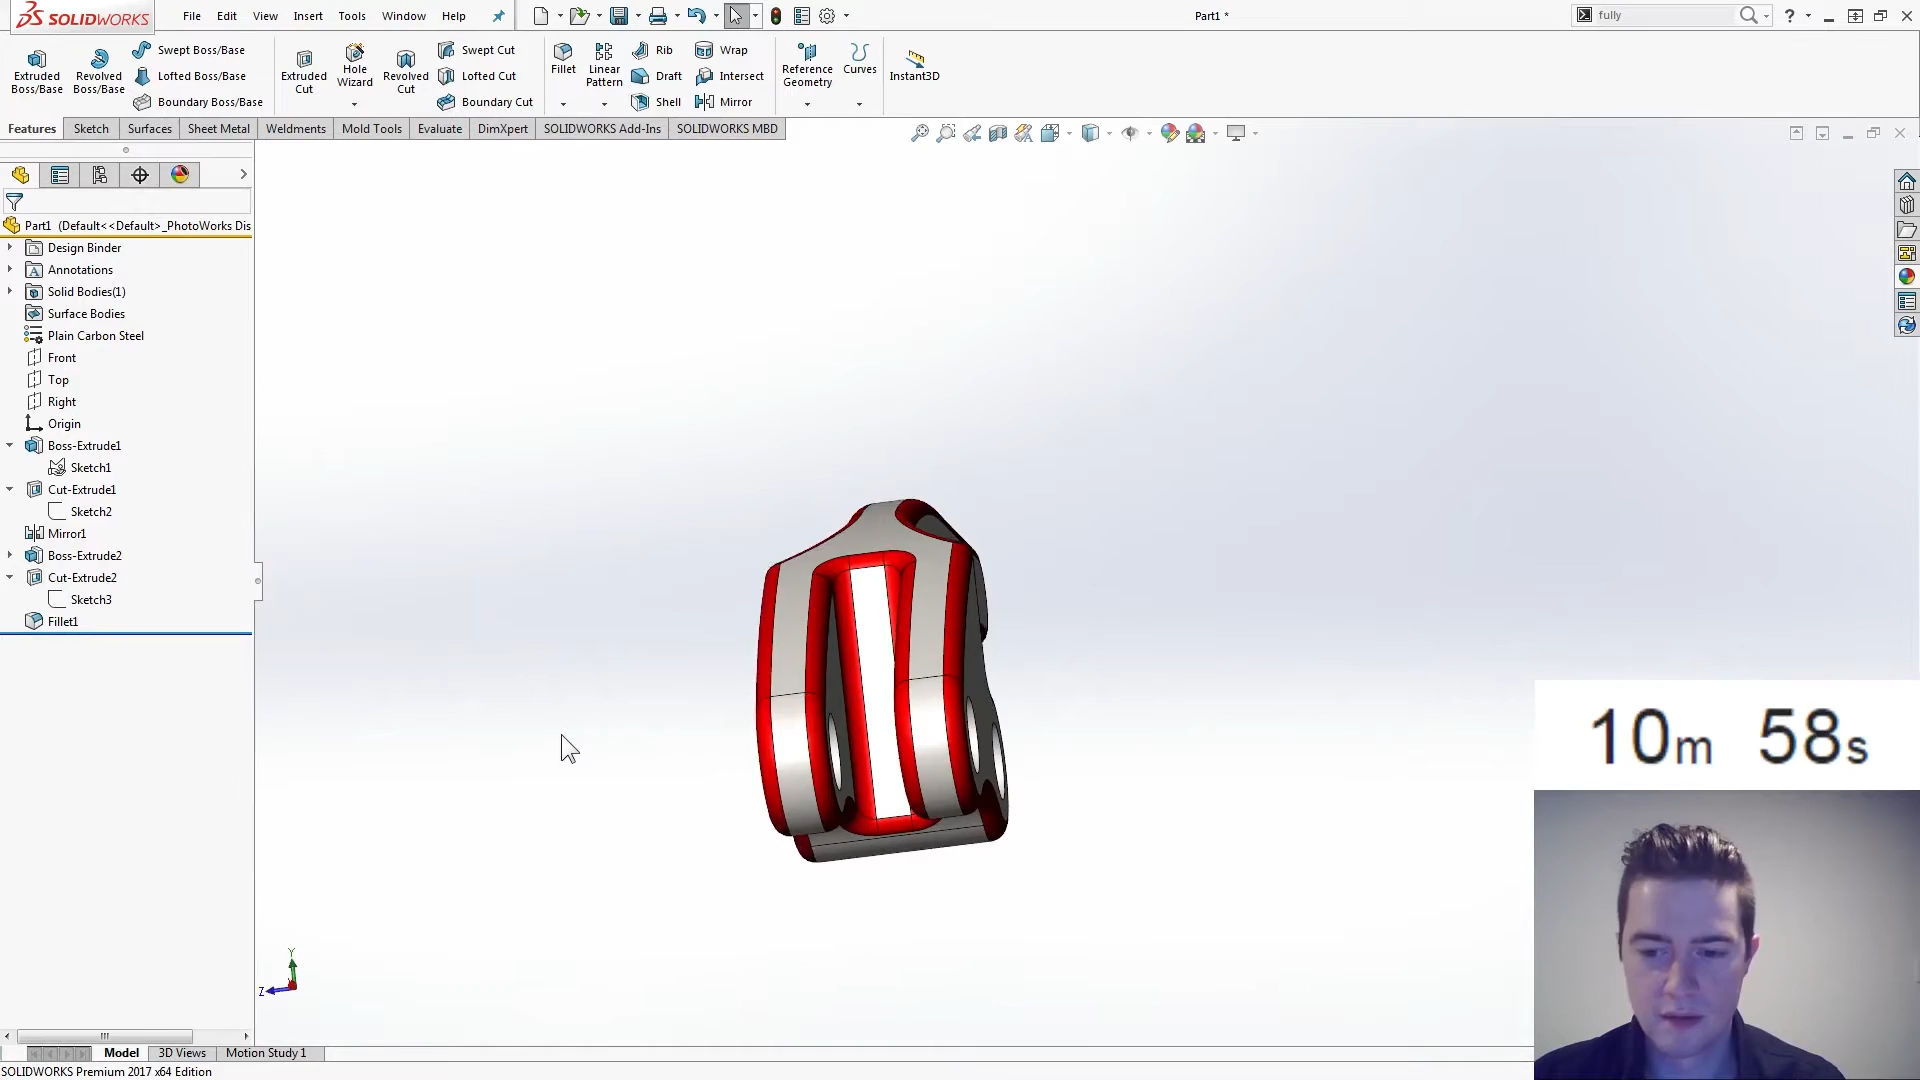 SOLIDWORKS File Edit View Insert Tools Window Help Part1 * fully
Extruded Boss/Base
Revolved Boss/Base
Swept Boss/Base
Lofted Boss/Base
Boundary Boss/Base
Extruded Cut
Hole Wizard
Revolved Cut
Swept Cut
Lofted Cut
Boundary Cut
Fillet
Linear Pattern
Rib
Draft
Shell
Wrap
Intersect
Mirror
Reference Geometry
Curves
Instant3D
Features Sketch Surfaces Sheet Metal Weldments Mold Tools Evaluate DimXpert SOLIDWORKS Add-Ins SOLIDWORKS MBD
Part1 (Default<<Default>_PhotoWorks Dis
Design Binder
Annotations
Solid Bodies(1)
Surface Bodies
Plain Carbon Steel
Front
Top
Right
Origin
Boss-Extrude1
Sketch1
Cut-Extrude1
Sketch2
Mirror1
Boss-Extrude2
Cut-Extrude2
Sketch3
Fillet1
10m 58s
Y
Z
Model 3D Views Motion Study 1
SOLIDWORKS Premium 2017 x64 Edition